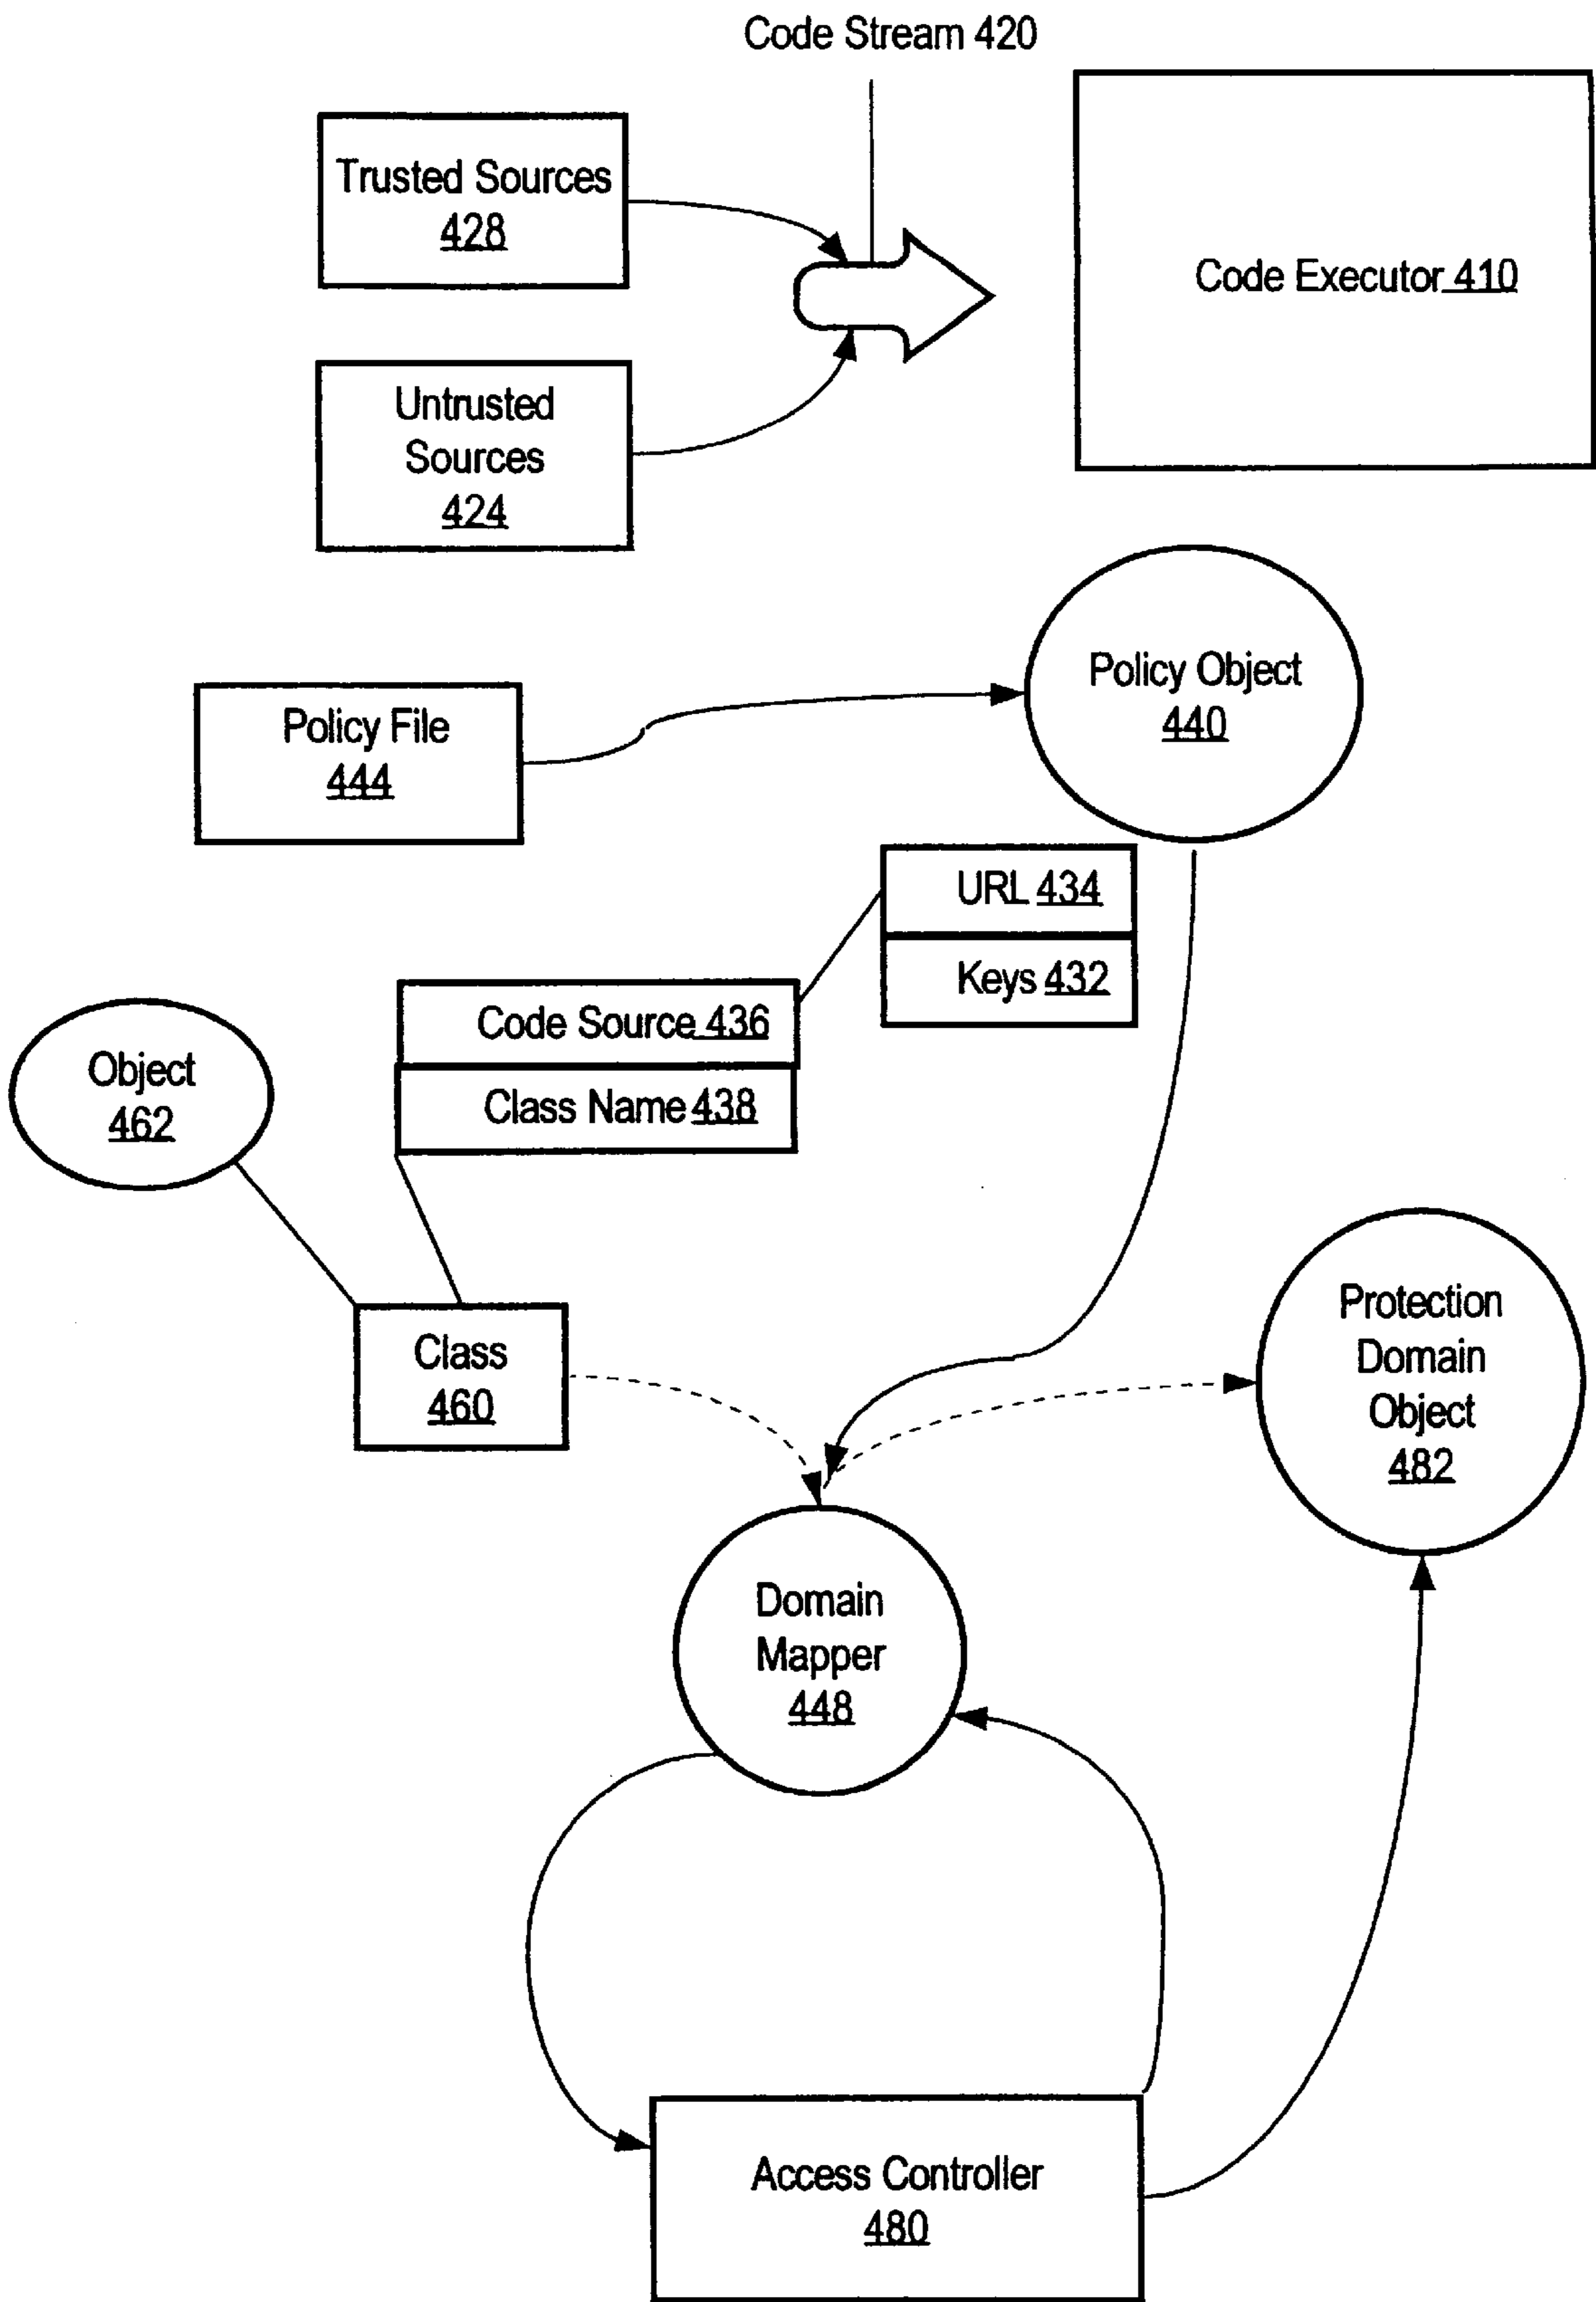 Code Stream 420
Trusted Sources
428
Code Executor 410
Untrusted
Sources
424
Policy Object
440
Policy File
444
URL 434
Keys 432
Code Source 436
Class Name 438
Object
462
Protection
Domain
Object
482
Class
460
Domain
Mapper
448
Access Controller
480